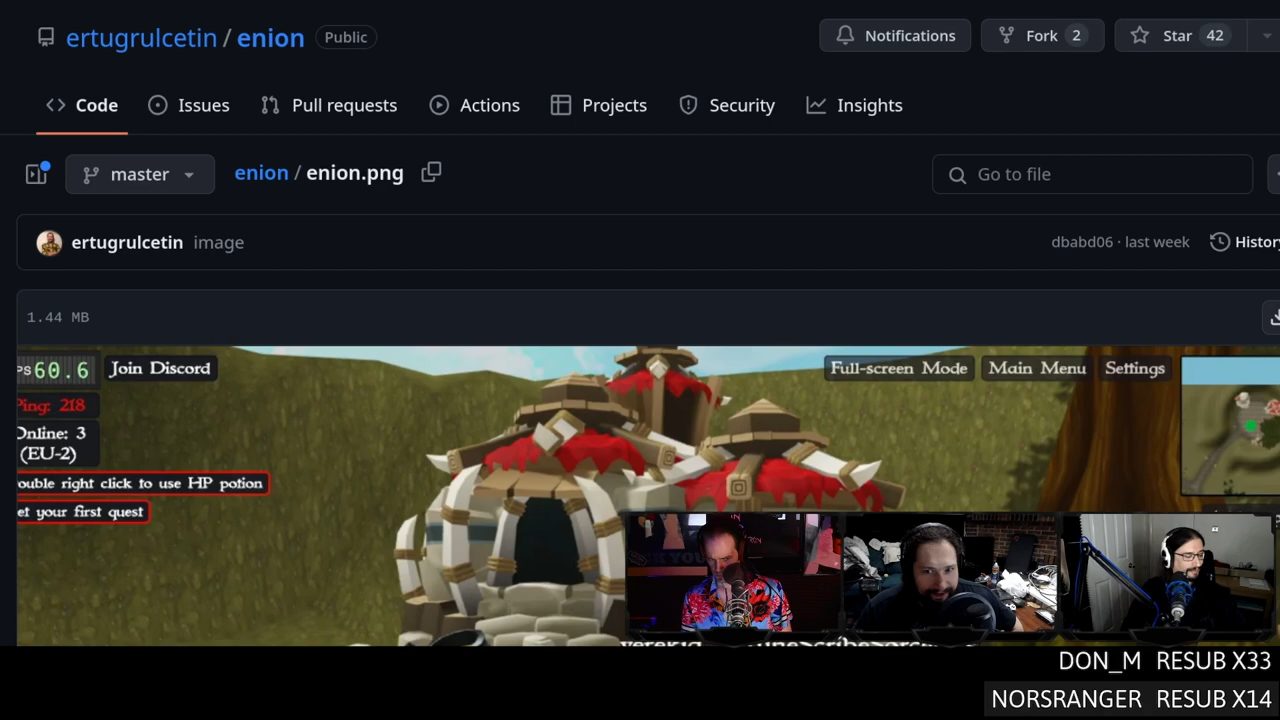 ertugrulcetin / enion Public Notifications Fork 2 Star 42
Code Issues Pull requests Actions Projects Security Insights
master enion / enion.png Go to file
ertugrulcetin image dbabd06 · last week History
1.44 MB
PS 60.6 Join Discord Full-screen Mode Main Menu Settings
Ping: 218
Online: 3
(EU-2)
ouble right click to use HP potion
et your first quest
DON_M RESUB X33
NORSRANGER RESUB X14